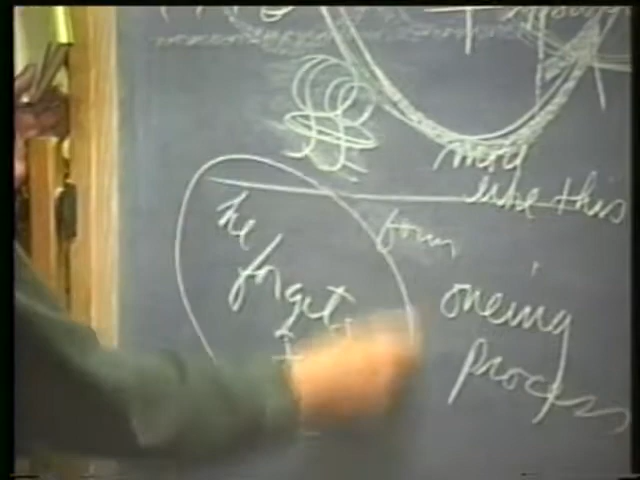 more
like this
he
form
forget
oneing
process